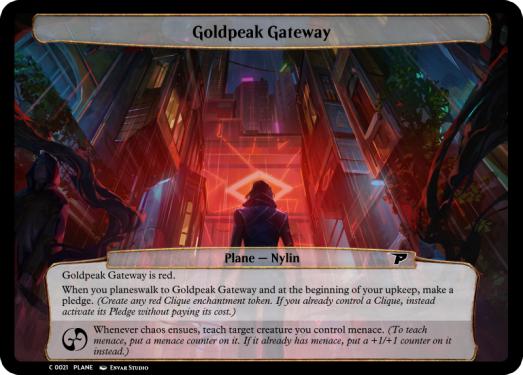 Goldpeak Gateway
Plane — Nylin
Goldpeak Gateway is red.
When you planeswalk to Goldpeak Gateway and at the beginning of your upkeep, make a
pledge. (Create any red Clique enchantment token. If you already control a Clique, instead
activate its Pledge without paying its cost.)
Whenever chaos ensues, teach target creature you control menace. (To teach
menace, put a menace counter on it. If it already has menace, put a +1/+1 counter on it
instead.)
C 0021 PLANE Envar Studio